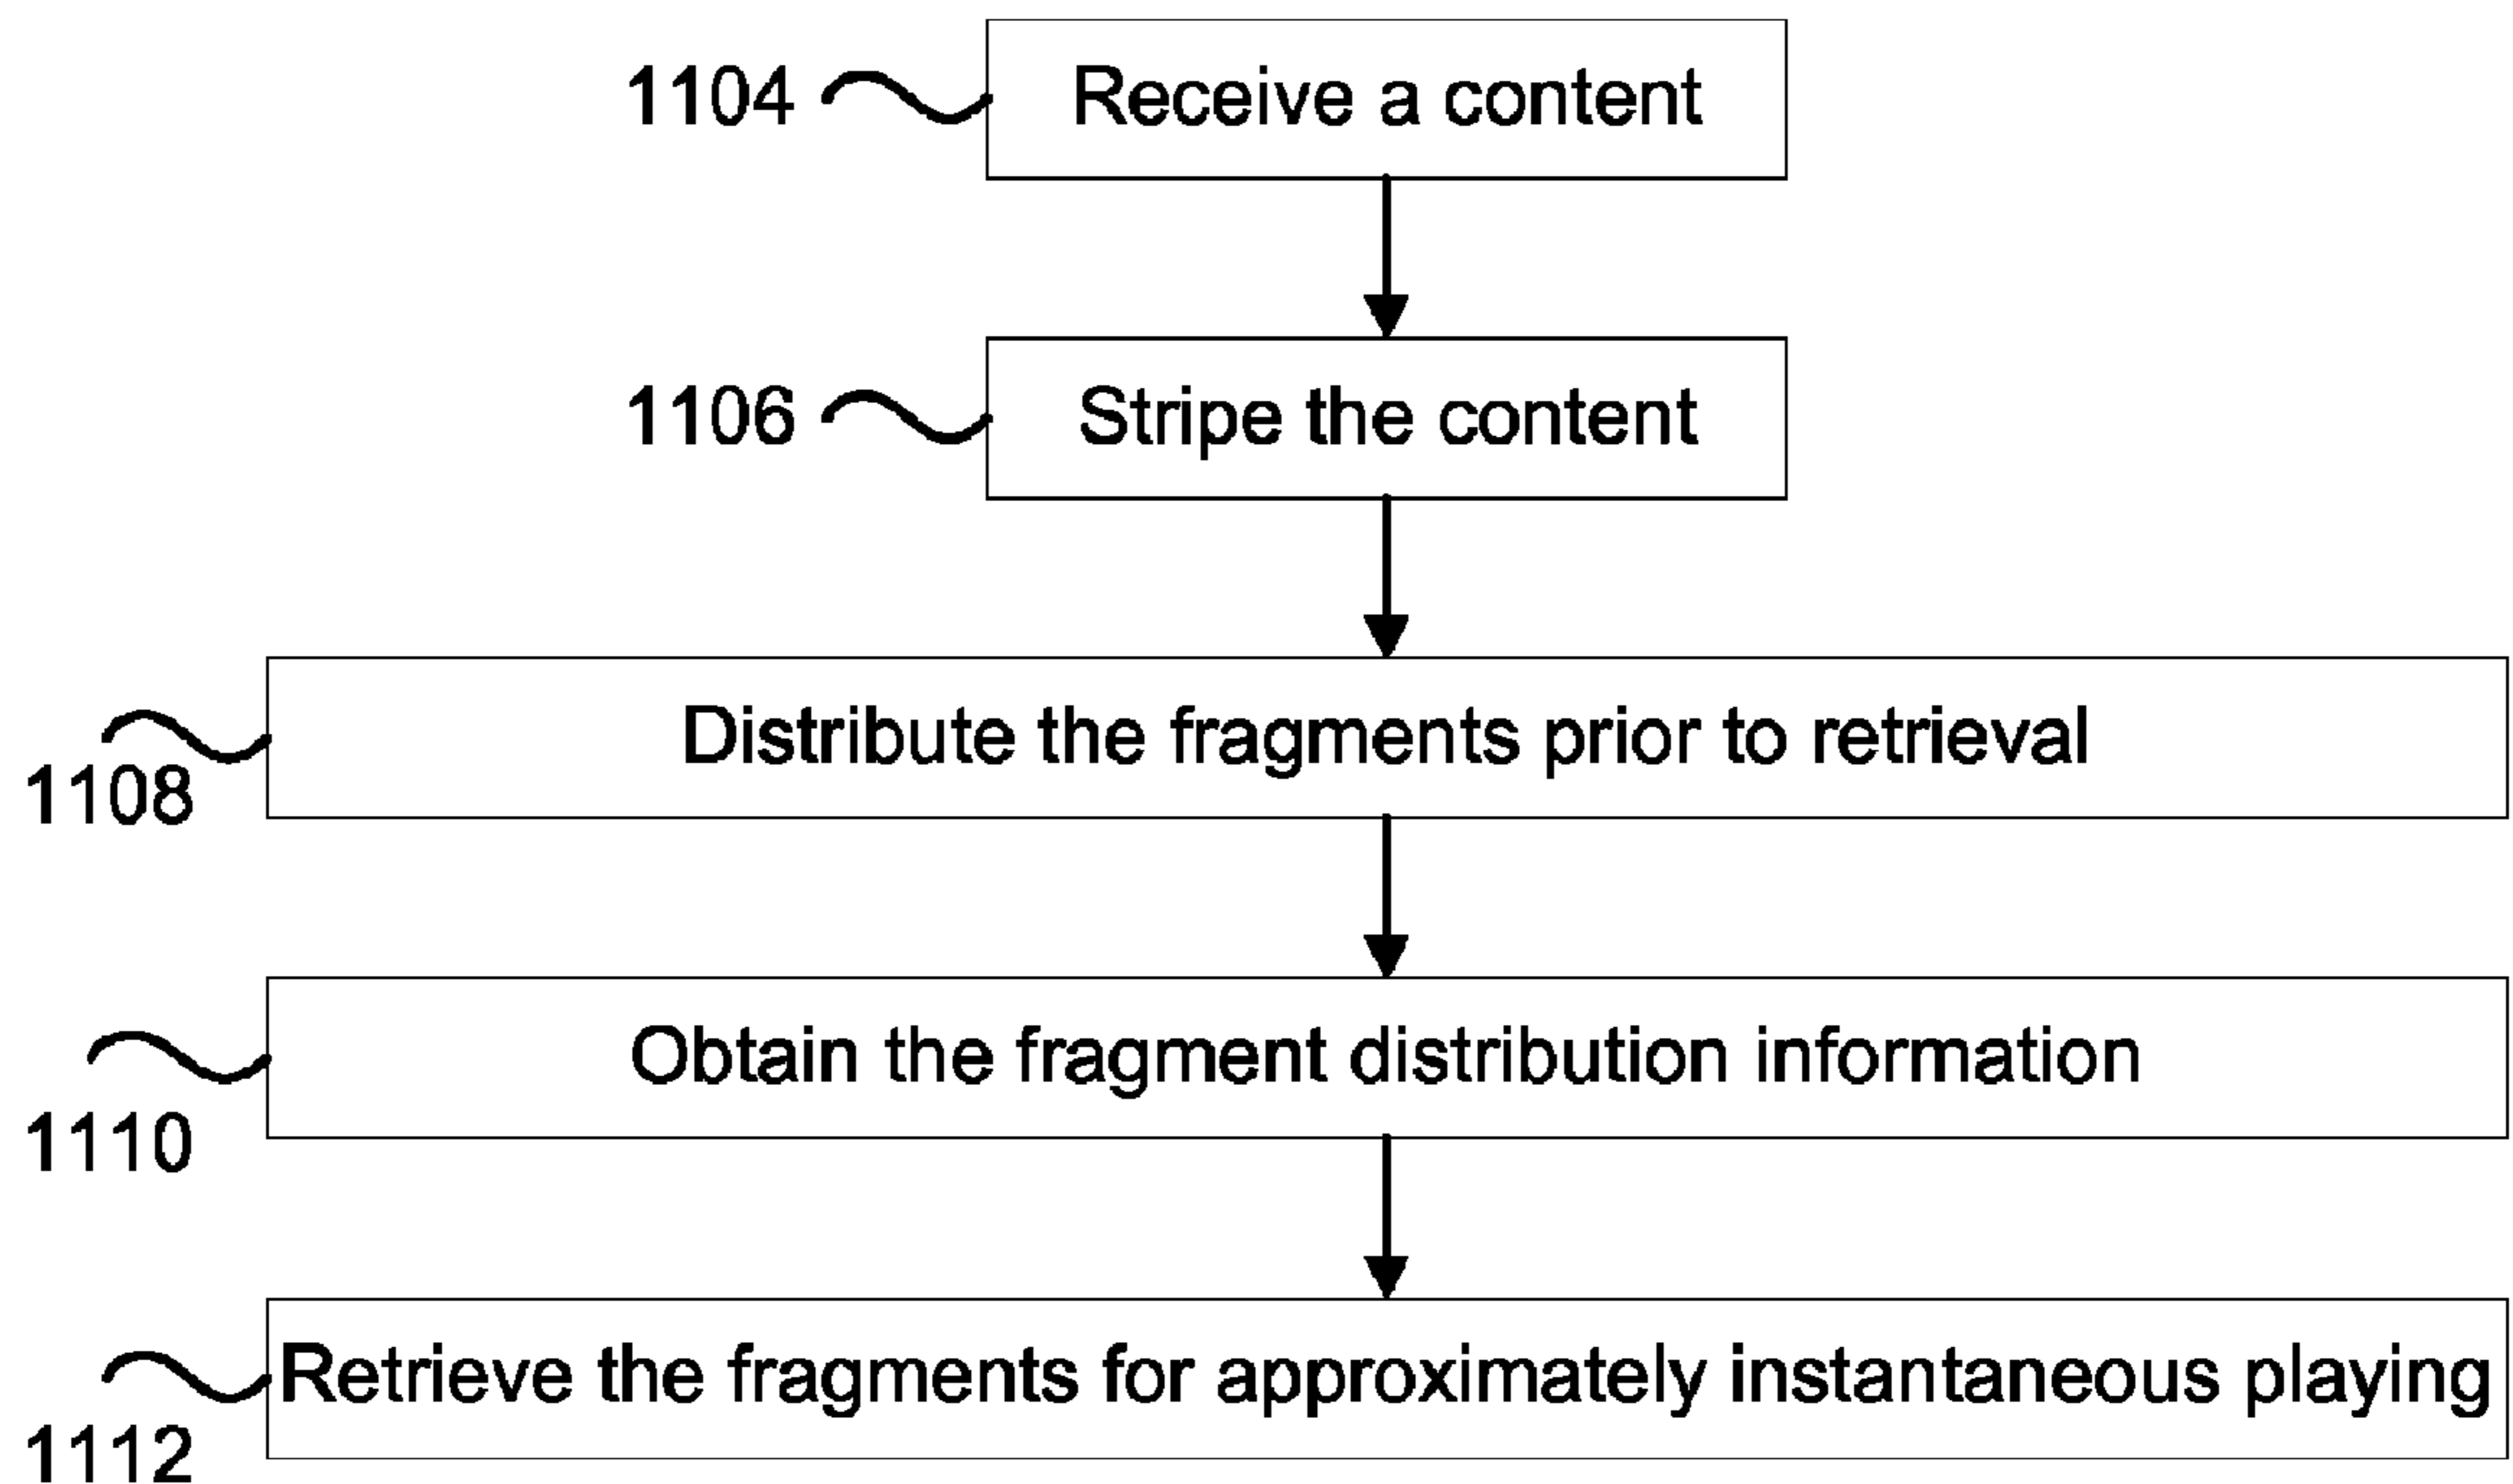 1104 Receive a content
1106 Stripe the content
Distribute the fragments prior to retrieval
1108
Obtain the fragment distribution information
1110
Retrieve the fragments for approximately instantaneous playing
1112